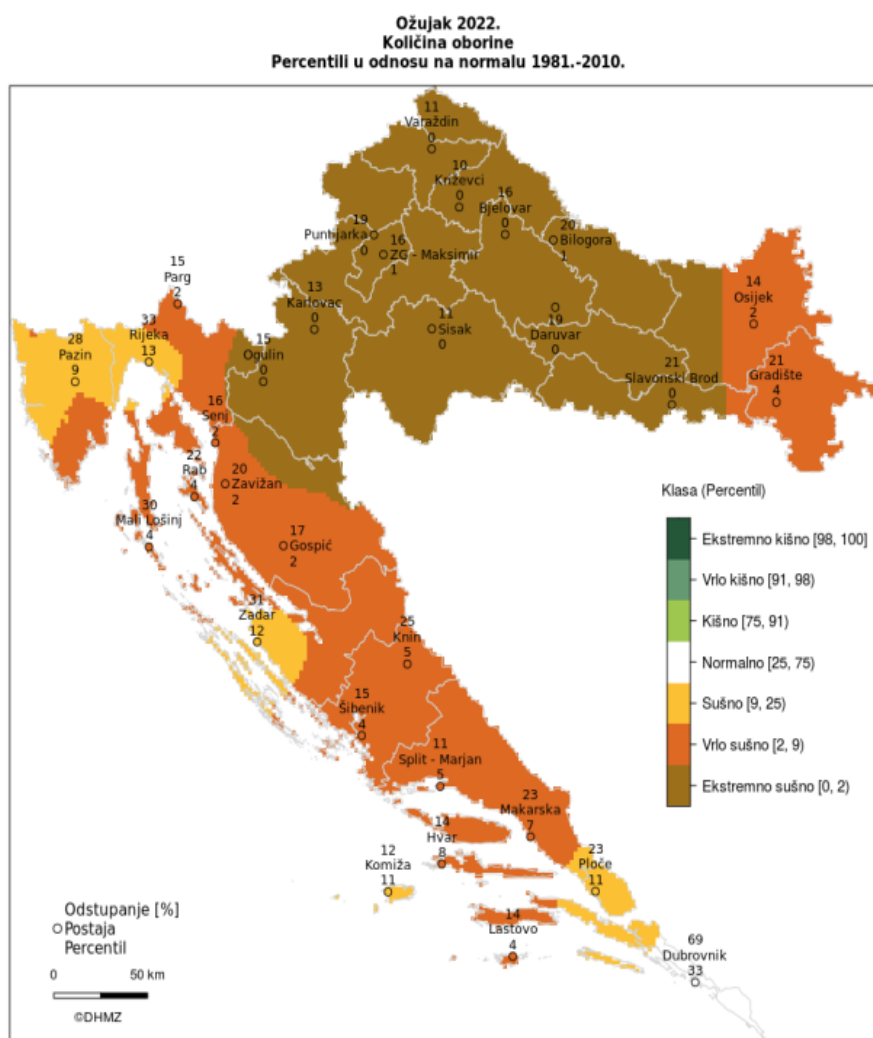 Ožujak 2022.
Količina oborine
Percentili u odnosu na normalu 1981.-2010.
11
Varaždin
0
10
Križevci
0
16
Bjelovar
0
19
Puntijarka
0
16
ZG - Maksimir
1
20
Bilogora
1
15
Parg
2
13
Karlovac
0
11
Sisak
0
19
Daruvar
0
14
Osijek
2
33
Rijeka
13
28
Pazin
9
15
Ogulin
0
21
Slavonski Brod
0
21
Gradište
4
16
Senj
2
22
Rab
4
20
Zavižan
2
30
Mali Lošinj
4
17
Gospić
2
31
Zadar
12
25
Knin
5
15
Šibenik
4
11
Split - Marjan
5
23
Makarska
7
14
Hvar
8
12
Komiža
11
23
Ploče
11
14
Lastovo
4
69
Dubrovnik
33
Klasa (Percentil)
Ekstremno kišno [98, 100]
Vrlo kišno [91, 98)
Kišno [75, 91)
Normalno [25, 75)
Sušno [9, 25)
Vrlo sušno [2, 9)
Ekstremno sušno [0, 2)
Odstupanje [%]
Postaja
Percentil
0 50 km
©DHMZ